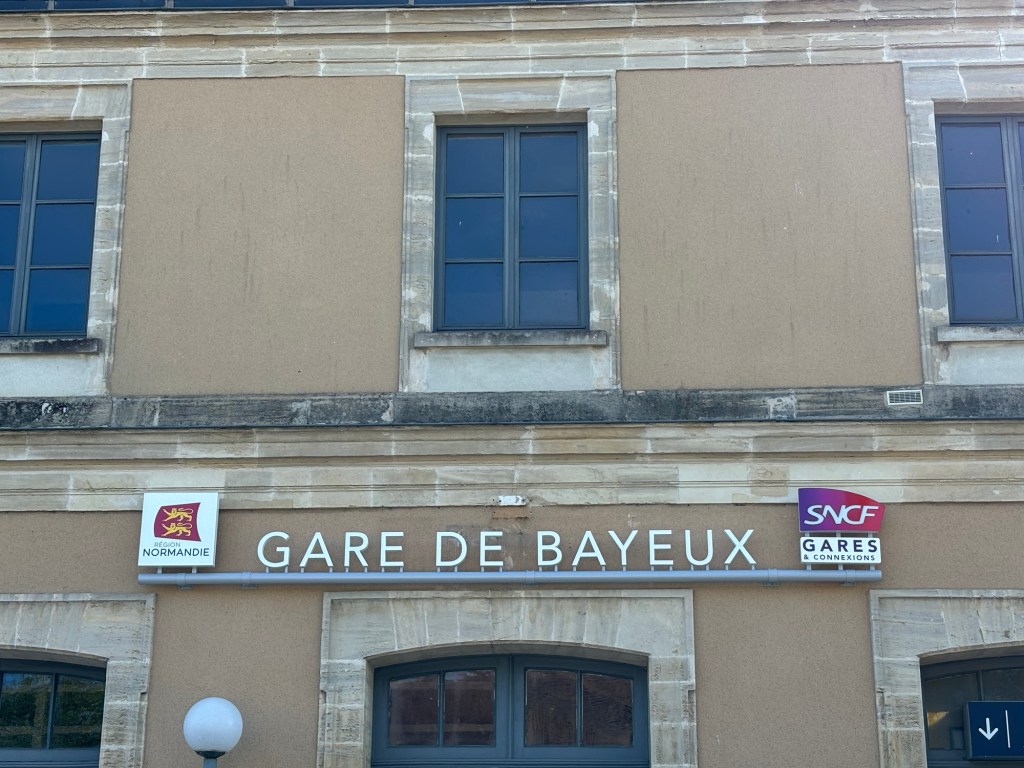 RÉGION
NORMANDIE
GARE DE BAYEUX
SNCF
GARES
& CONNEXIONS